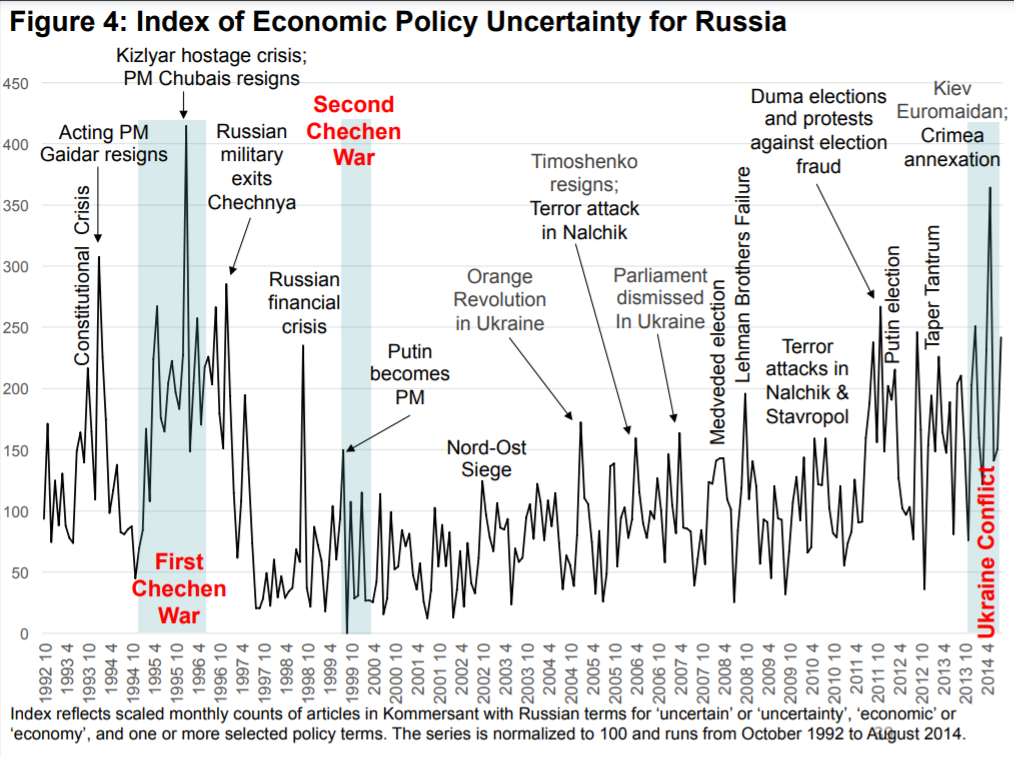 Figure 4: Index of Economic Policy Uncertainty for Russia
Kizlyar hostage crisis;
PM Chubais resigns
450
400
350
300
250
200
150
100
50
0
Acting PM
Gaidar resigns
Constitutional Crisis
Russian
military
exits
Chechnya
Second
Chechen
War
Russian
financial
crisis
Putin
becomes
PM
First
Chechen
War
Nord-Ost
Siege
Orange
Revolution
in Ukraine
Timoshenko
resigns;
Terror attack
in Nalchik
Parliament
dismissed
In Ukraine
Medveded election
Lehman Brothers Failure
Duma elections
and protests
against election
fraud
Terror
attacks in
Nalchik &
Stavropol
Putin election
Taper Tantrum
Kiev
Euromaidan;
Crimea
annexation
Ukraine Conflict
1992 10
1993 4
1993 10
1994 4
1994 10
1995 4
1995 10
1996 4
1996 10
1997 4
1997 10
1998 4
1998 10
1999 4
1999 10
2000 4
2000 10
2001 4
2001 10
2002 4
2002 10
2003 4
2003 10
2004 4
2004 10
2005 4
2005 10
2006 4
2006 10
2007 4
2007 10
2008 4
2008 10
2009 4
2009 10
2010 4
2010 10
2011 4
2011 10
2012 4
2012 10
2013 4
2013 10
2014 4
Index reflects scaled monthly counts of articles in Kommersant with Russian terms for ‘uncertain’ or ‘uncertainty’, ‘economic’ or
‘economy’, and one or more selected policy terms. The series is normalized to 100 and runs from October 1992 to August 2014.